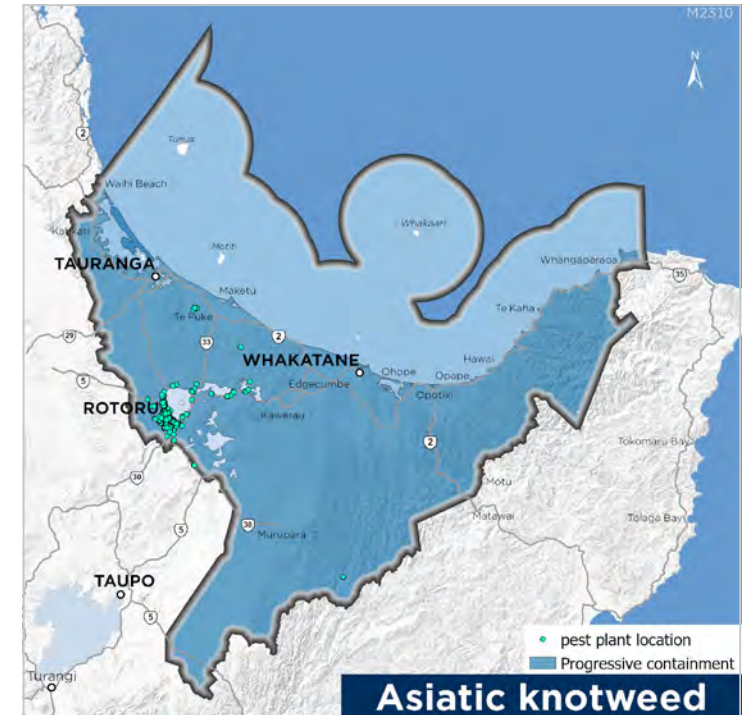 M2310
N
2
Tuhua
Waihi Beach
Katikati
Whakaari
Motiti
TAURANGA
Whangaparaoa
35
Maketu
Te Kaha
Te Puke
2
29
33
WHAKATANE
Hawai
5
Ohope
Opape
Edgecumbe
Opotiki
ROTORUA
Kawerau
2
Tokomaru Bay
30
38
Motu
5
Matawai
Tolaga Bay
Murupara
TAUPO
5
pest plant location
Progressive containment
Turangi
Asiatic knotweed